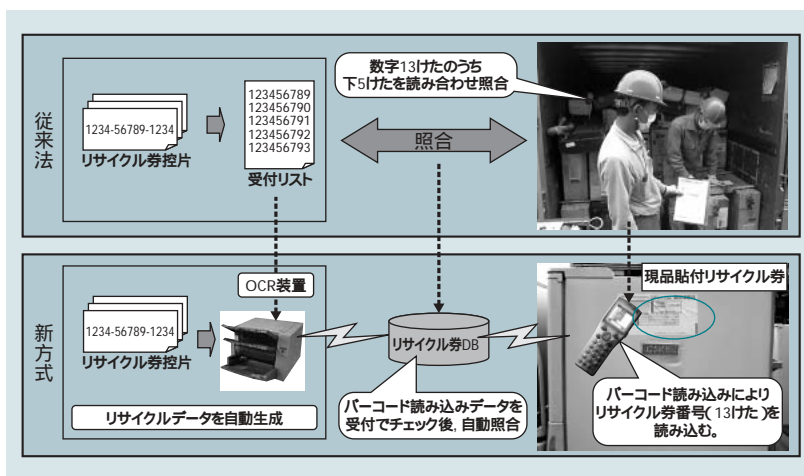 従来法
1234-56789-1234
リサイクル券控片
123456789
123456790
123456791
123456792
123456793
受付リスト
照合
数字13けたのうち
下5けたを読み合わせ照合
新方式
1234-56789-1234
リサイクル券控片
OCR装置
リサイクルデータを自動生成
リサイクル券DB
バーコード読み込みデータを
受付でチェック後,自動照合
現品貼付リサイクル券
バーコード読み込みにより
リサイクル券番号(13けた)を
読み込む。